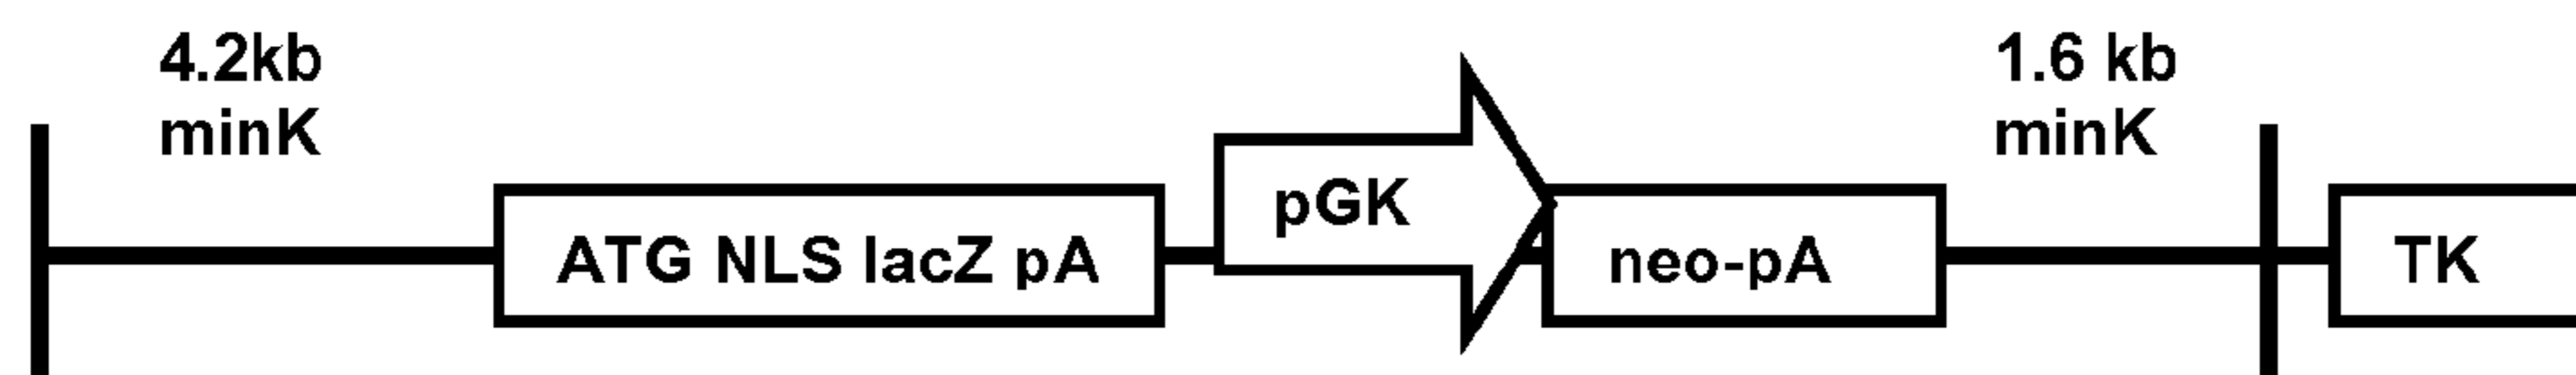 4.2kb
minK
1.6 kb
minK
pGK
ATG NLS lacZ pA
neo-pA
TK